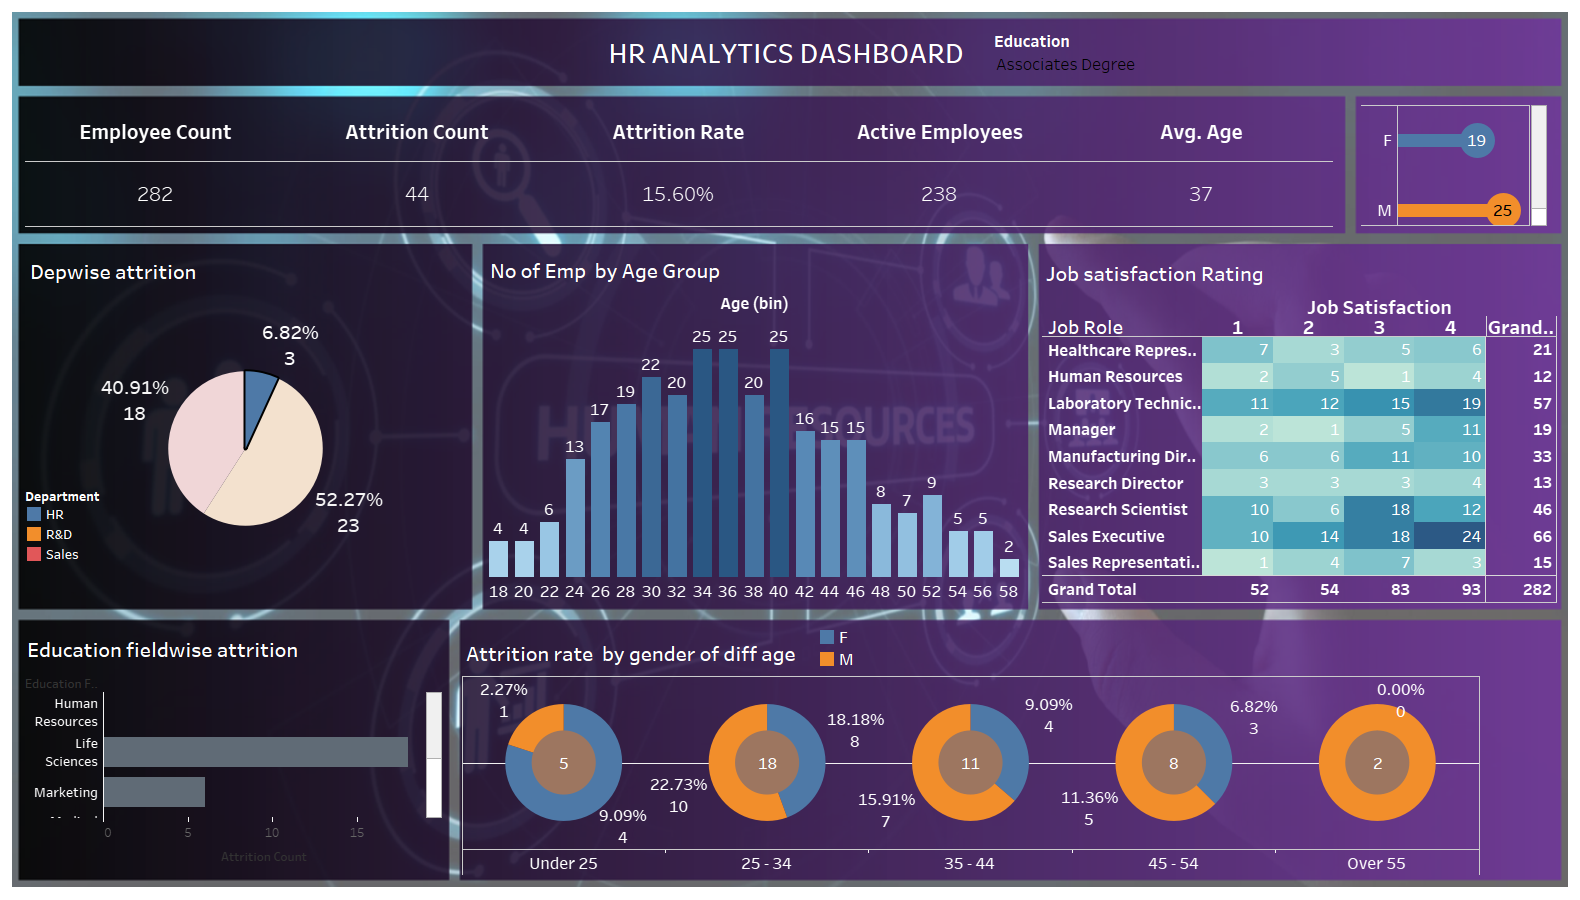 HR ANALYTICS DASHBOARD
Education
Associates Degree
Employee Count Attrition Count Attrition Rate Active Employees Avg. Age
282 44 15.60% 238 37
F 19
M 25
Depwise attrition
6.82%
3
40.91%
18
52.27%
23
Department
HR
R&D
Sales
No of Emp by Age Group
Age (bin)
4 4 6 13 17 19 22 20 25 25 20 25 16 15 15 8 7 9 5 5 2
18 20 22 24 26 28 30 32 34 36 38 40 42 44 46 48 50 52 54 56 58
HUMAN RESOURCES
Job satisfaction Rating
Job Satisfaction
Job Role 1 2 3 4 Grand..
Healthcare Repres.. 7 3 5 6 21
Human Resources 2 5 1 4 12
Laboratory Technic.. 11 12 15 19 57
Manager 2 1 5 11 19
Manufacturing Dir.. 6 6 11 10 33
Research Director 3 3 3 4 13
Research Scientist 10 6 18 12 46
Sales Executive 10 14 18 24 66
Sales Representati.. 1 4 7 3 15
Grand Total 52 54 83 93 282
Education fieldwise attrition
Education F...
Human
Resources
Life
Sciences
Marketing
0 5 10 15
Attrition Count
Attrition rate by gender of diff age
F
M
2.27%
1
5
9.09%
4
18.18%
8
18
22.73%
10
9.09%
4
11
15.91%
7
6.82%
3
8
11.36%
5
0.00%
0
2
Under 25 25 - 34 35 - 44 45 - 54 Over 55